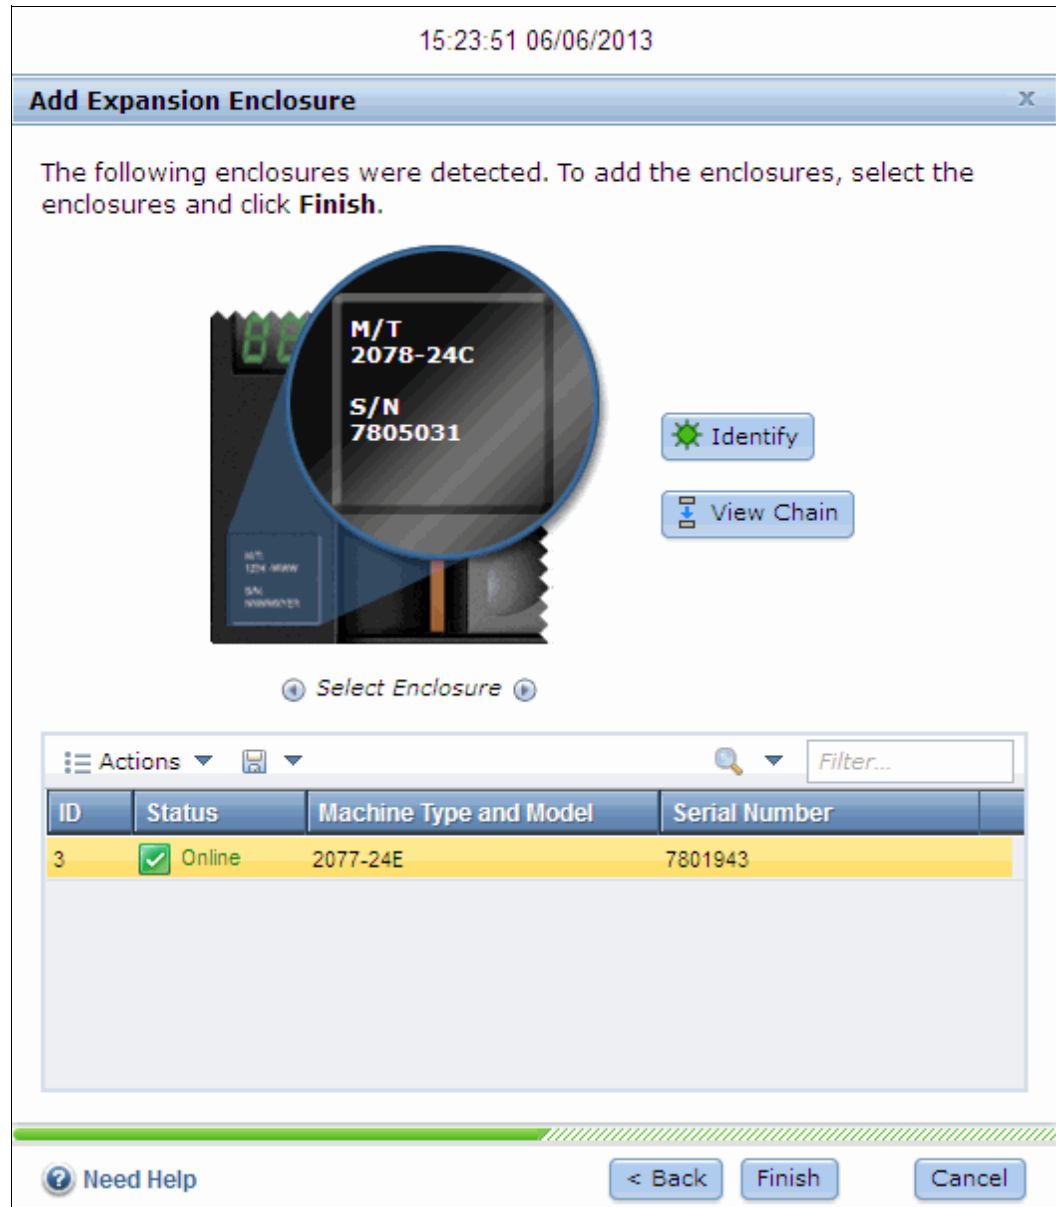 15:23:51 06/06/2013
Add Expansion Enclosure x
The following enclosures were detected. To add the enclosures, select the
enclosures and click Finish.
M/T
2078-24C
S/N
7805031
M/T:
S/N:
Identify
View Chain
Select Enclosure
Actions Filter...
ID Status Machine Type and Model Serial Number
3 Online 2077-24E 7801943
Need Help < Back Finish Cancel